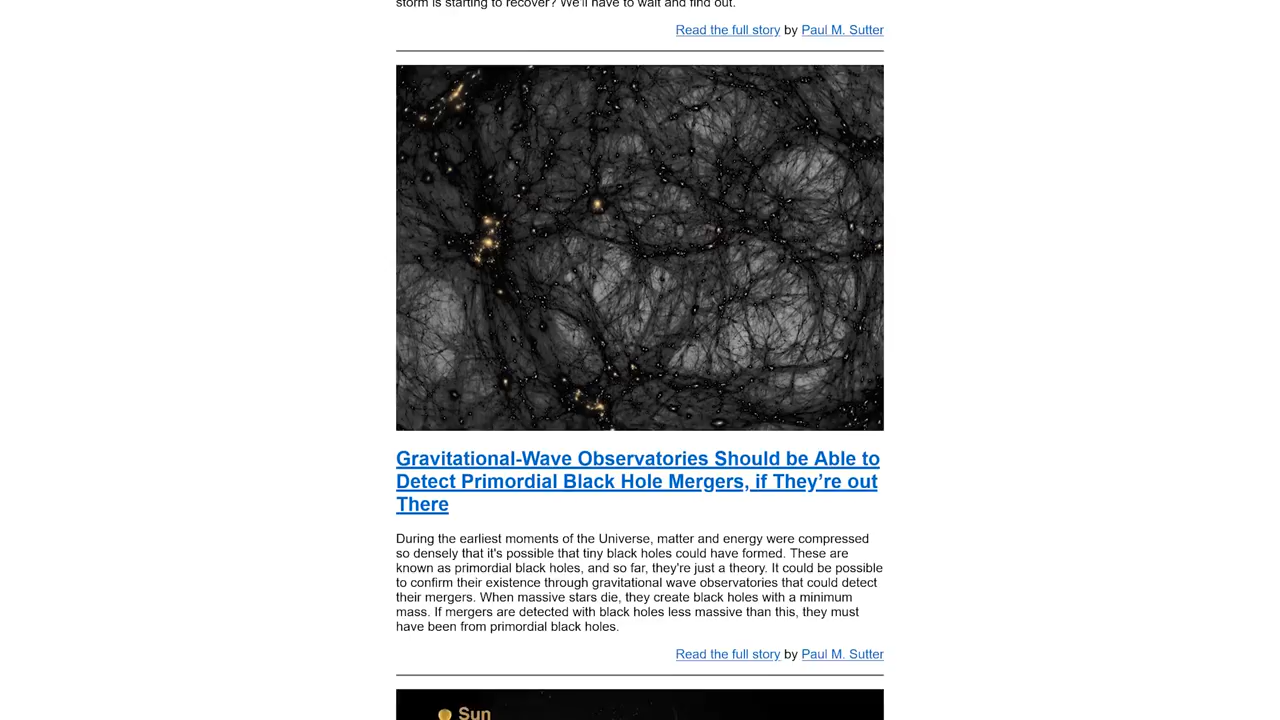 storm is starting to recover? We'll have to wait and find out.
Read the full story by Paul M. Sutter
Gravitational-Wave Observatories Should be Able to
Detect Primordial Black Hole Mergers, if They’re out
There
During the earliest moments of the Universe, matter and energy were compressed
so densely that it's possible that tiny black holes could have formed. These are
known as primordial black holes, and so far, they're just a theory. It could be possible
to confirm their existence through gravitational wave observatories that could detect
their mergers. When massive stars die, they create black holes with a minimum
mass. If mergers are detected with black holes less massive than this, they must
have been from primordial black holes.
Read the full story by Paul M. Sutter
Sun